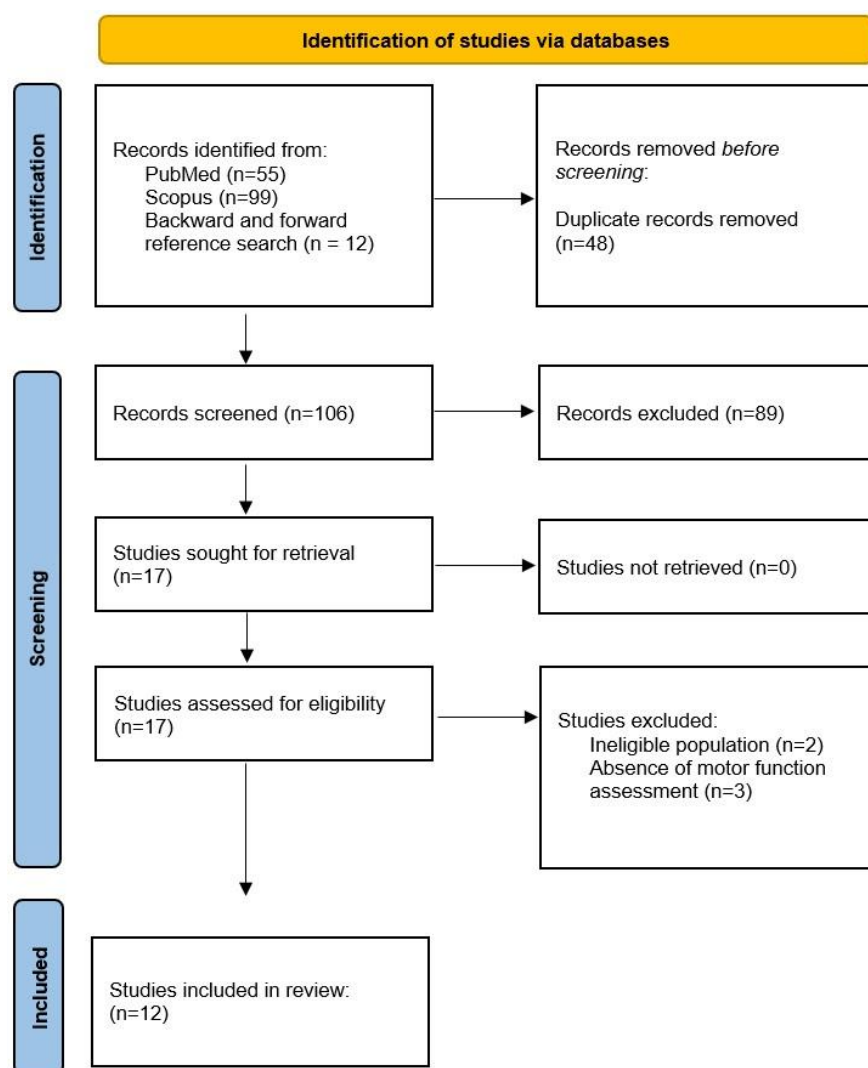 Identification of studies via databases
Identification
Records identified from:
PubMed (n=55)
Scopus (n=99)
Backward and forward
reference search (n = 12)
Records removed before
screening:
Duplicate records removed
(n=48)
Screening
Records screened (n=106)
Records excluded (n=89)
Studies sought for retrieval
(n=17)
Studies not retrieved (n=0)
Studies assessed for eligibility
(n=17)
Studies excluded:
Ineligible population (n=2)
Absence of motor function
assessment (n=3)
Included
Studies included in review:
(n=12)